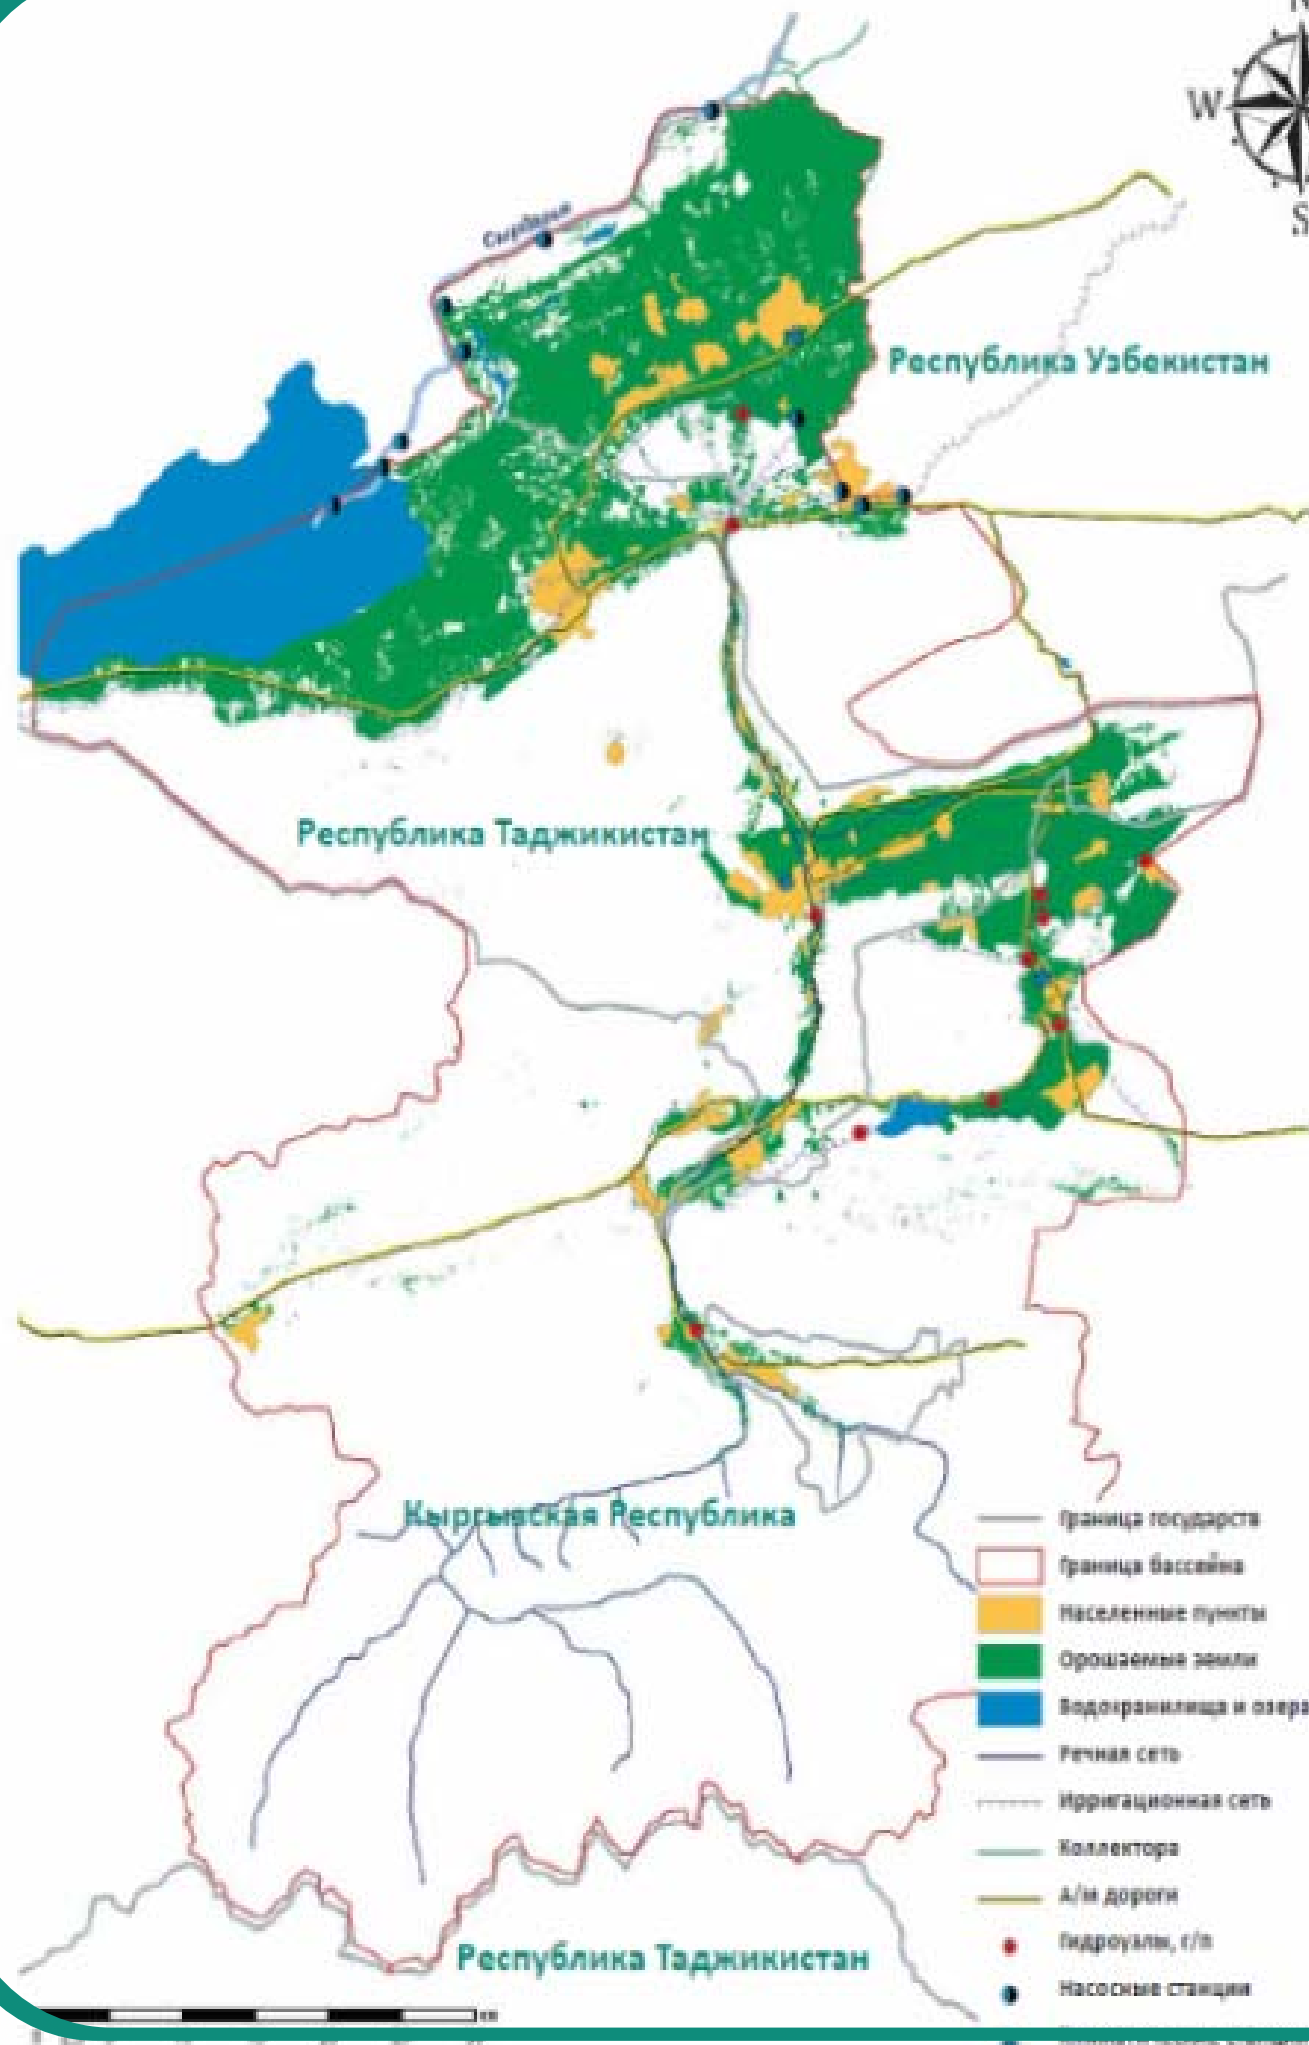 N
W
S
Сырдарья
Республика Узбекистан
Республика Таджикистан
Кыргызская Республика
Граница государств
Граница бассейна
Населенные пункты
Орошаемые земли
Водохранилища и озера
Речная сеть
Ирригационная сеть
Коллектора
А/м дороги
Гидроузлы, г/п
Насосные станции
Республика Таджикистан